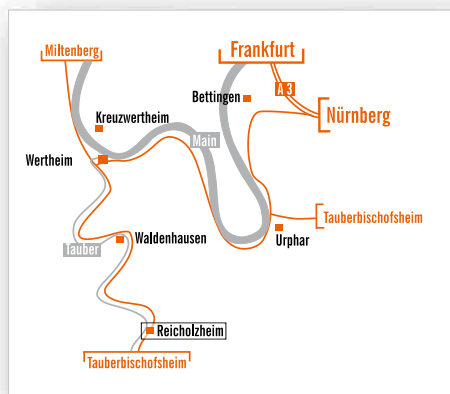 Miltenberg
Frankfurt
A 3
Bettingen
Nürnberg
Kreuzwertheim
Main
Wertheim
Tauberbischofsheim
Urphar
Waldenhausen
Tauber
Reicholzheim
Tauberbischofsheim